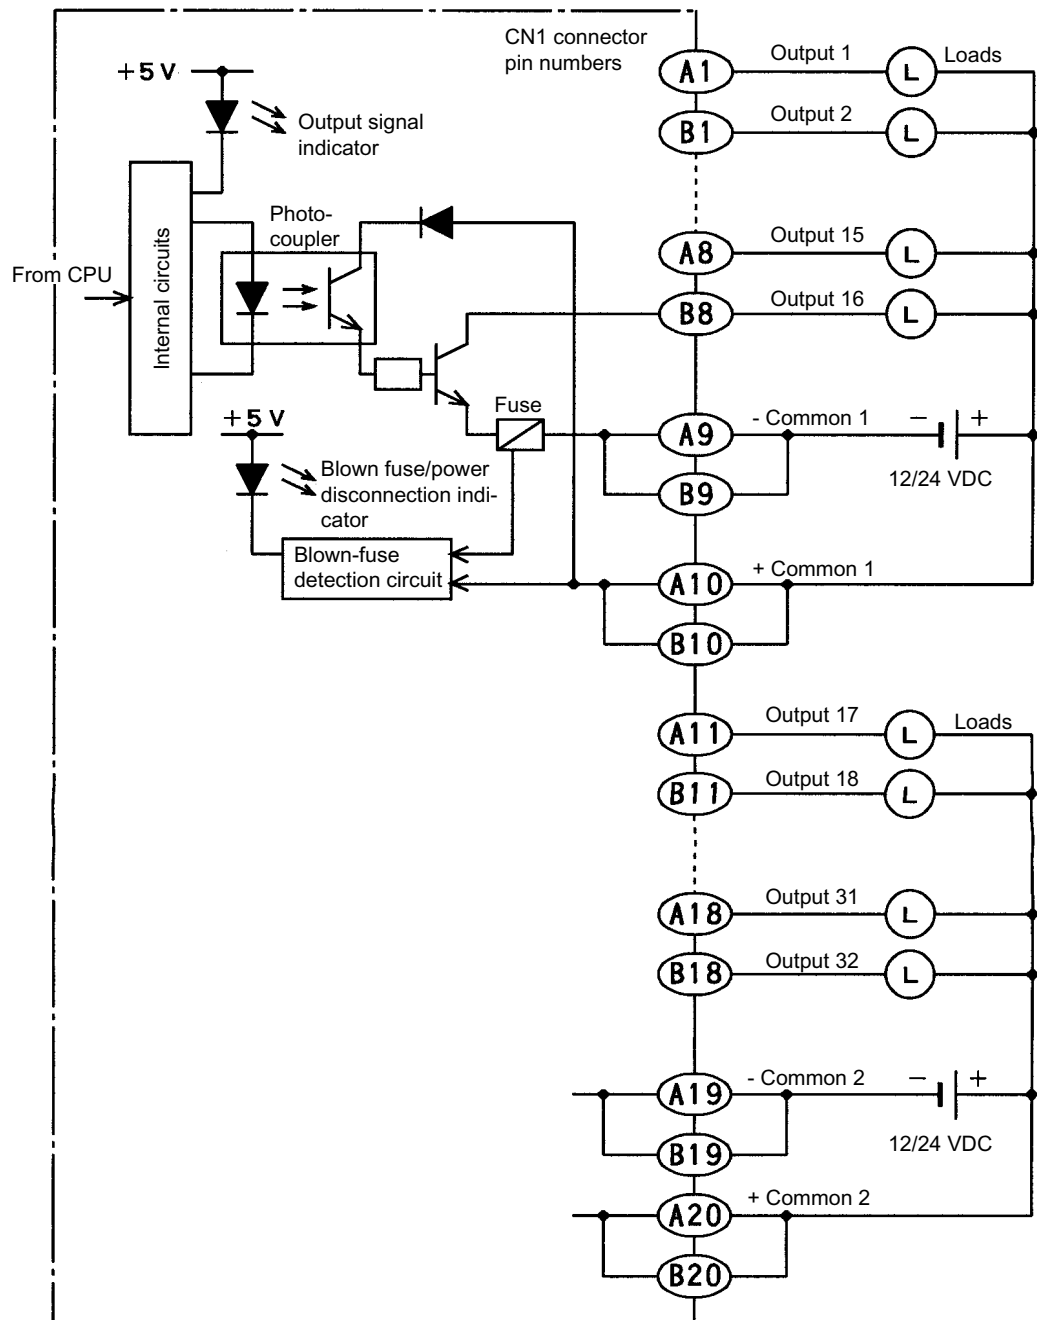 CN1 connector
pin numbers
A1
Output 1
L
Loads
+5 V
B1
Output 2
L
Output signal
indicator
Photo-
coupler
A8
Output 15
L
From CPU
Internal circuits
B8
Output 16
L
+5 V
Fuse
A9
- Common 1
− +
12/24 VDC
Blown fuse/power
disconnection indi-
cator
B9
Blown-fuse
detection circuit
A10
+ Common 1
B10
A11
Output 17
L
Loads
B11
Output 18
L
A18
Output 31
L
B18
Output 32
L
A19
- Common 2
− +
12/24 VDC
B19
A20
+ Common 2
B20